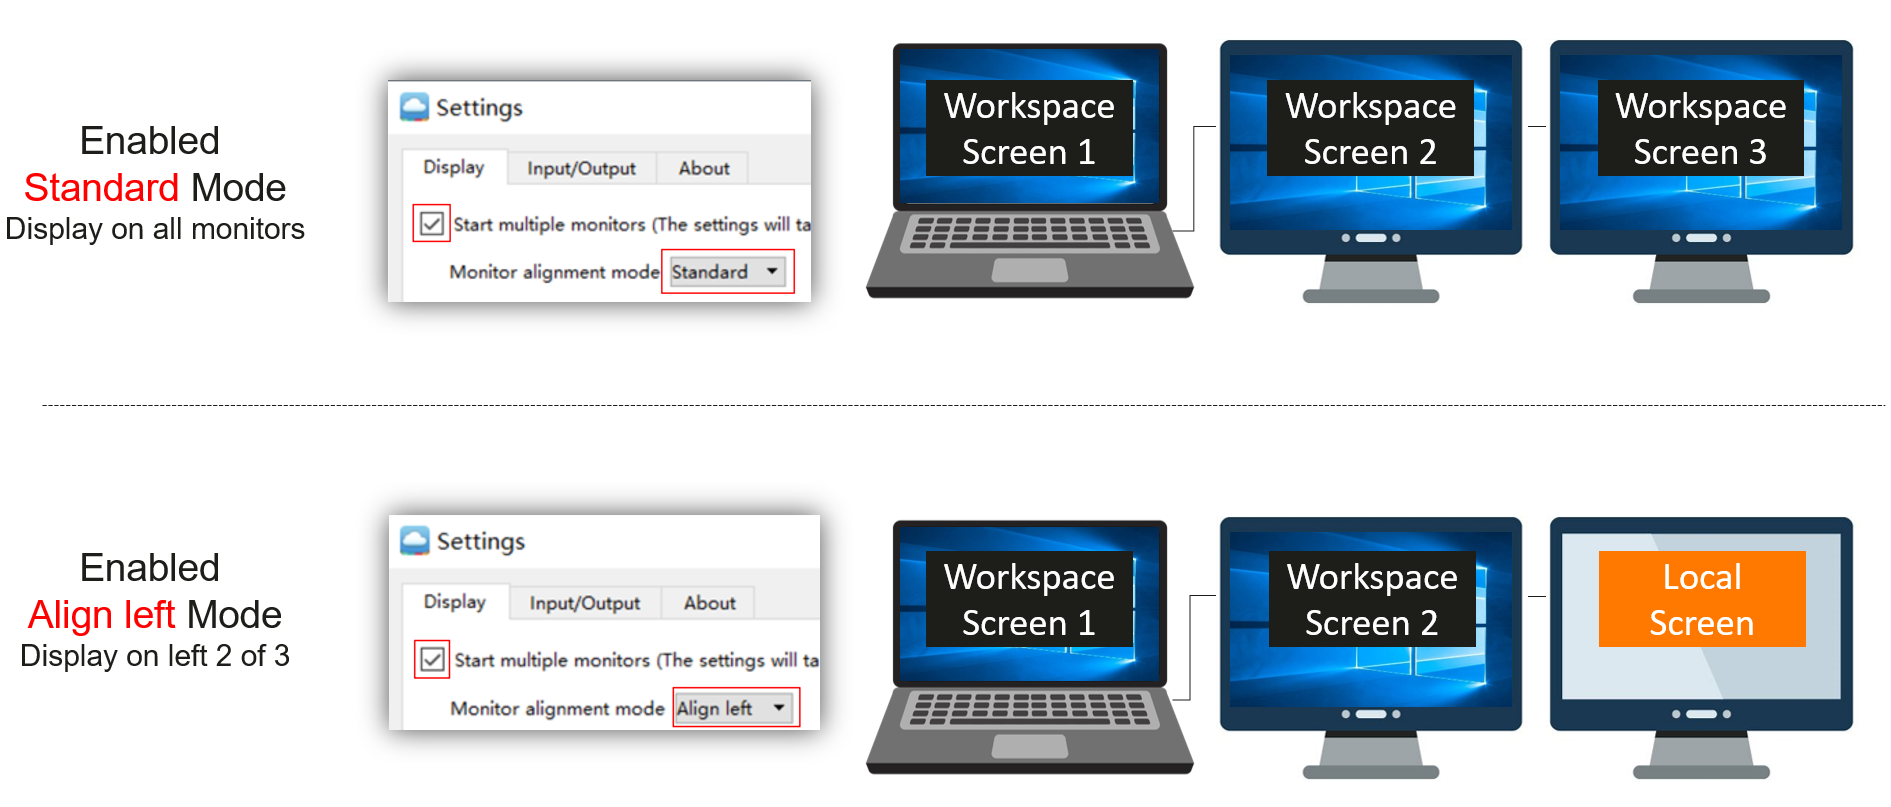 Enabled
Standard Mode
Display on all monitors
Settings
Display
Input/Output
About
Start multiple monitors (The settings will ta
Monitor alignment mode Standard
Workspace
Screen 1
Workspace
Screen 2
Workspace
Screen 3
Enabled
Align left Mode
Display on left 2 of 3
Settings
Display
Input/Output
About
Start multiple monitors (The settings will ta
Monitor alignment mode Align left
Workspace
Screen 1
Workspace
Screen 2
Local
Screen